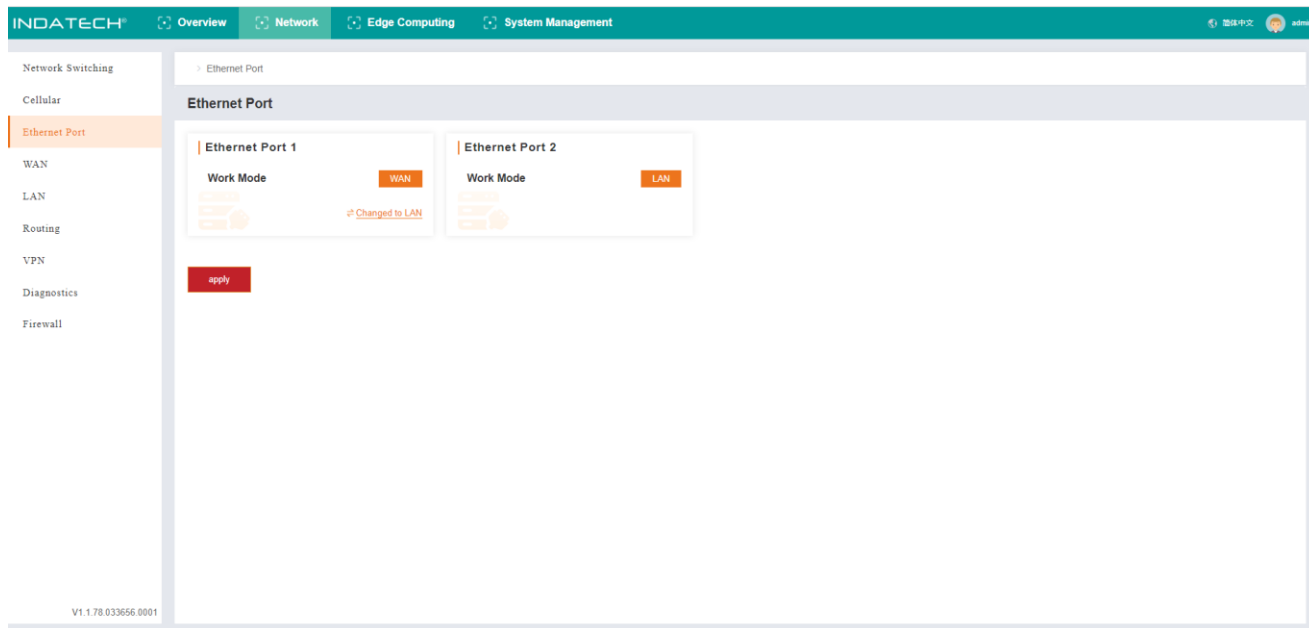 INDATECH® Overview Network Edge Computing System Management 简体中文 admi
Network Switching
Cellular
Ethernet Port
WAN
LAN
Routing
VPN
Diagnostics
Firewall
V1.1.78.033656.0001
> Ethernet Port
Ethernet Port
Ethernet Port 1
Work Mode WAN
⇄ Changed to LAN
Ethernet Port 2
Work Mode LAN
apply